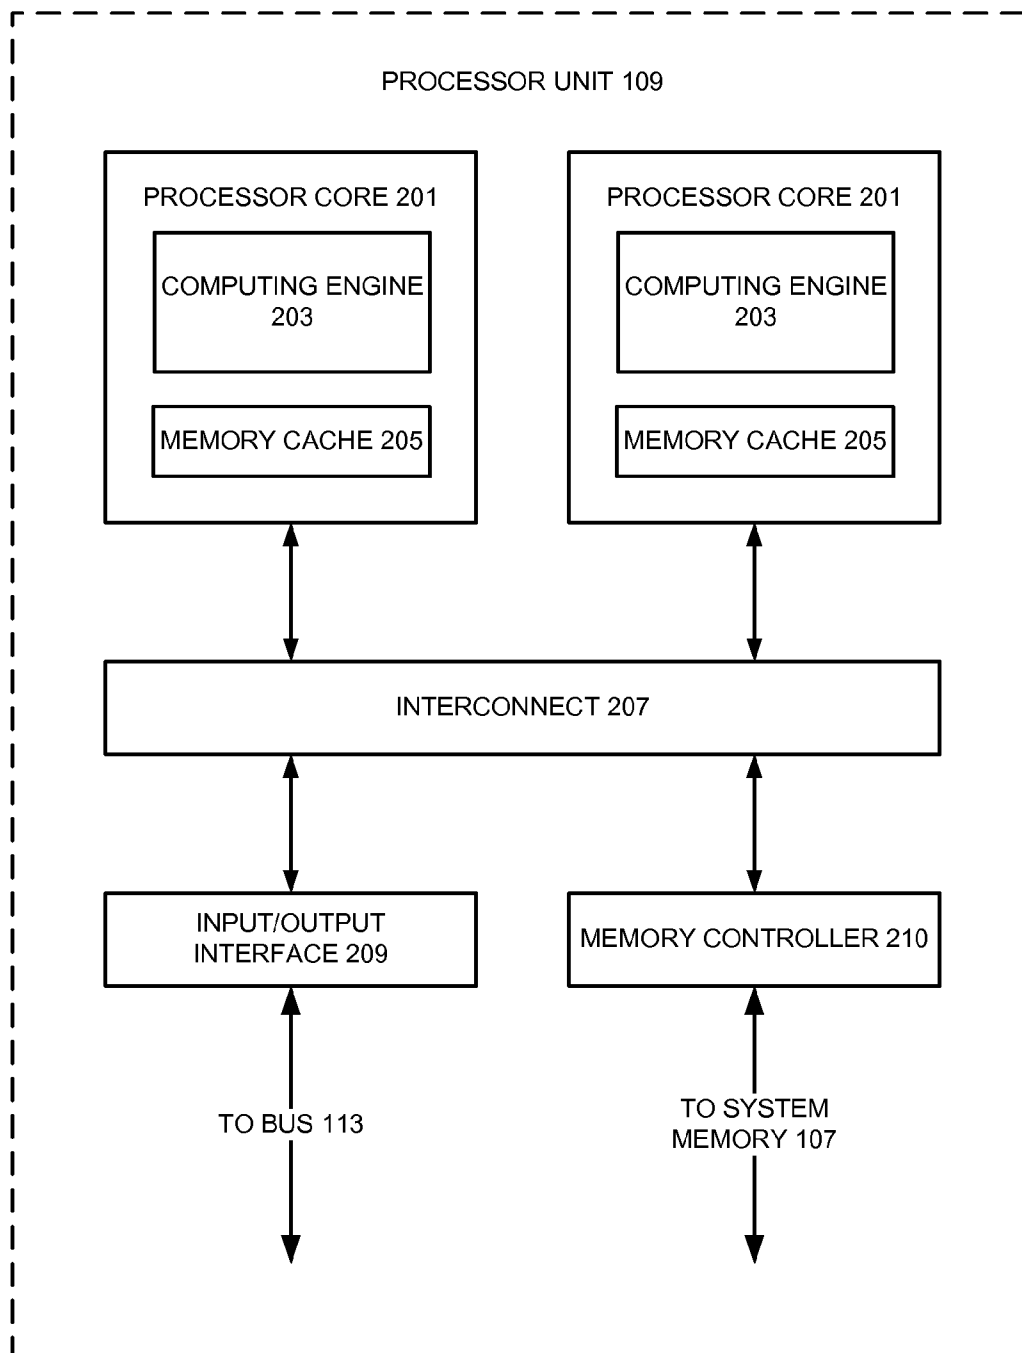 PROCESSOR UNIT 109
PROCESSOR CORE 201
COMPUTING ENGINE
203
MEMORY CACHE 205
PROCESSOR CORE 201
COMPUTING ENGINE
203
MEMORY CACHE 205
INTERCONNECT 207
INPUT/OUTPUT
INTERFACE 209
MEMORY CONTROLLER 210
TO BUS 113
TO SYSTEM
MEMORY 107